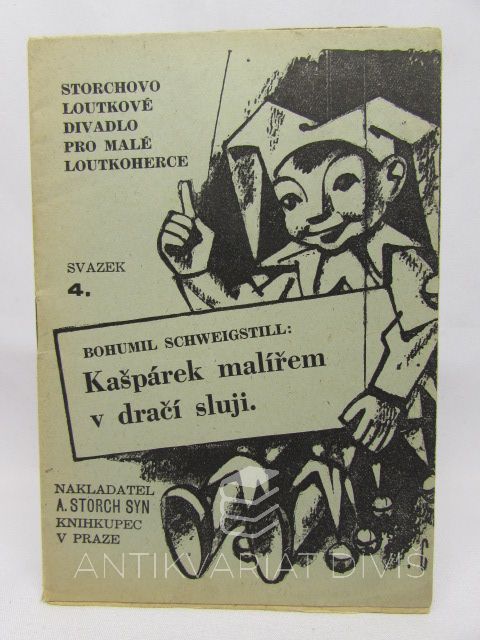 STORCHOVO
LOUTKOVÉ
DIVADLO
PRO MALÉ
LOUTKOHERCE
SVAZEK
4.
BOHUMIL SCHWEIGSTILL:
Kašpárek malířem
v dračí sluji.
NAKLADATEL
A. STORCH SYN
KNIHKUPEC
V PRAZE
ANTIKVARIÁT DIVIŠ